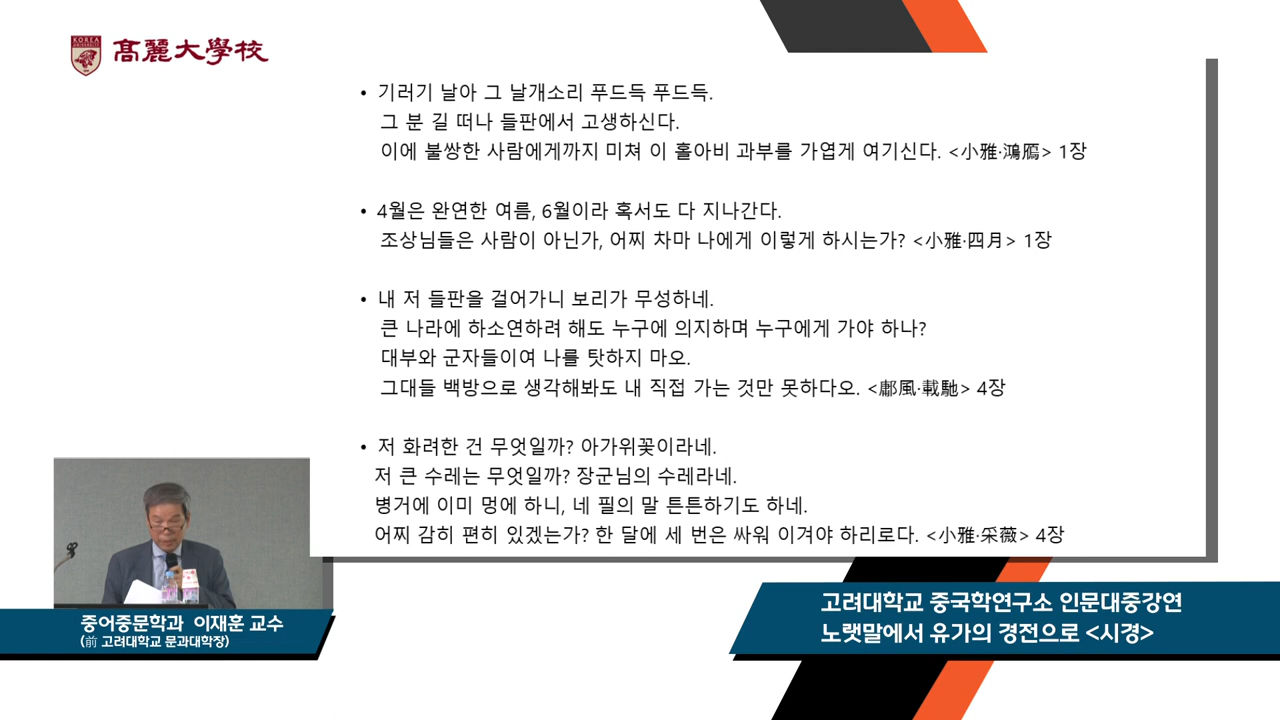 KOREA
UNIVERSITY
高麗大學校
• 기러기 날아 그 날개소리 푸드득 푸드득.
그 분 길 떠나 들판에서 고생하신다.
이에 불쌍한 사람에게까지 미쳐 이 홀아비 과부를 가엽게 여기신다. <小雅·鴻鴈> 1장
• 4월은 완연한 여름, 6월이라 혹서도 다 지나간다.
조상님들은 사람이 아닌가, 어찌 차마 나에게 이렇게 하시는가? <小雅·四月> 1장
• 내 저 들판을 걸어가니 보리가 무성하네.
큰 나라에 하소연하려 해도 누구에 의지하며 누구에게 가야 하나?
대부와 군자들이여 나를 탓하지 마오.
그대들 백방으로 생각해봐도 내 직접 가는 것만 못하다오. <鄘風·載馳> 4장
• 저 화려한 건 무엇일까? 아가위꽃이라네.
저 큰 수레는 무엇일까? 장군님의 수레라네.
병거에 이미 멍에 하니, 네 필의 말 튼튼하기도 하네.
어찌 감히 편히 있겠는가? 한 달에 세 번은 싸워 이겨야 하리로다. <小雅·采薇> 4장
중어중문학과 이재훈 교수
(前 고려대학교 문과대학장)
고려대학교 중국학연구소 인문대중강연
노랫말에서 유가의 경전으로 <시경>